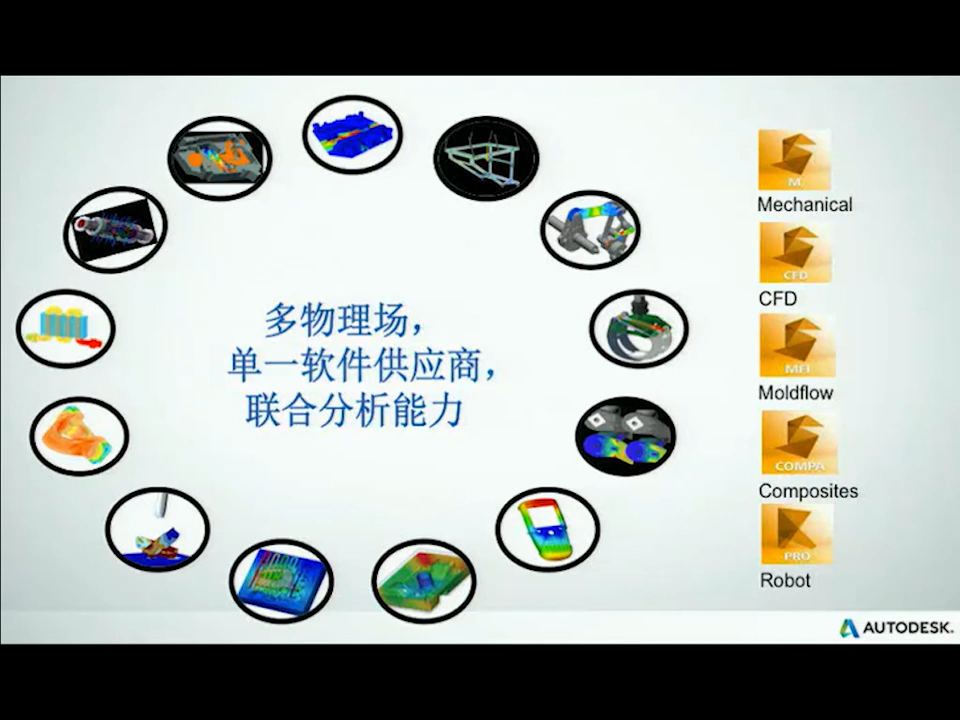 多物理场，
单一软件供应商，
联合分析能力
M
Mechanical
CFD
CFD
MFI
Moldflow
COMPA
Composites
PRO
Robot
AUTODESK.